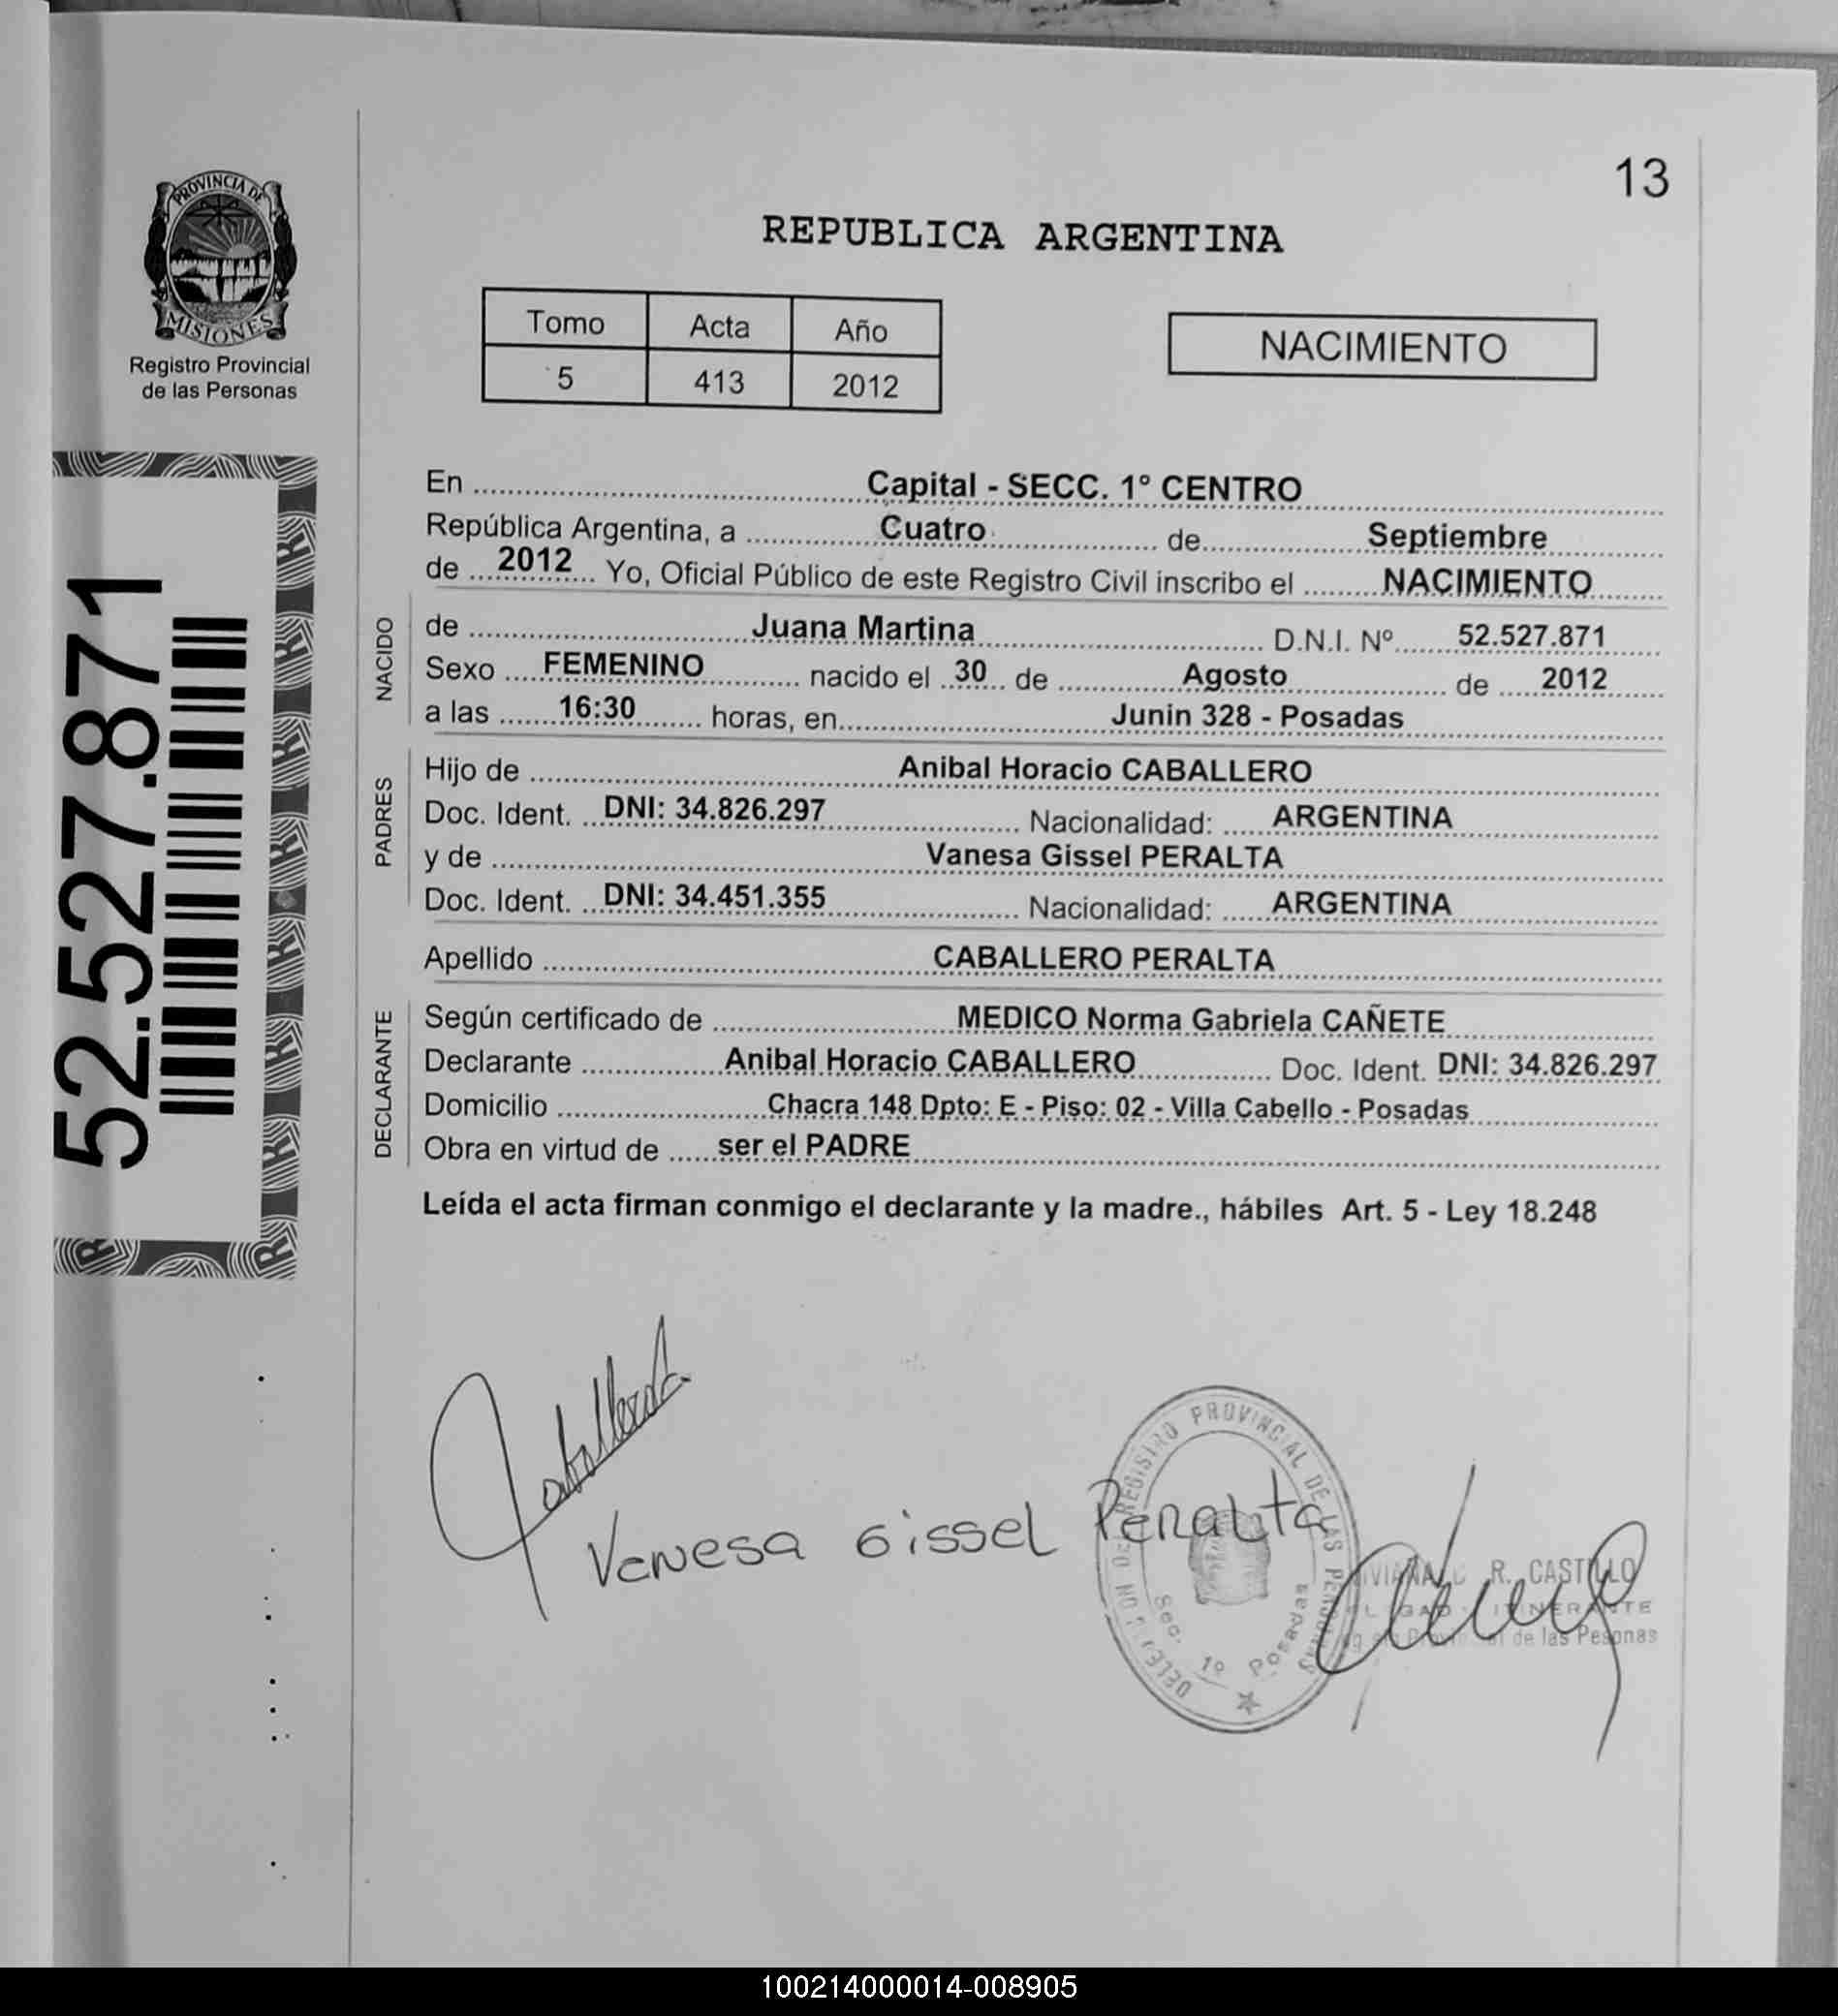 13
PROVINCIA DE
MISIONES
Registro Provincial
de las Personas
REPUBLICA ARGENTINA
Tomo Acta Año
5 413 2012
NACIMIENTO
52.527.871
En Capital - SECC. 1° CENTRO
República Argentina, a Cuatro de Septiembre
de 2012 Yo, Oficial Público de este Registro Civil inscribo el NACIMIENTO
NACIDO
de Juana Martina D.N.I. Nº 52.527.871
Sexo FEMENINO nacido el 30 de Agosto de 2012
a las 16:30 horas, en Junin 328 - Posadas
PADRES
Hijo de Anibal Horacio CABALLERO
Doc. Ident. DNI: 34.826.297 Nacionalidad: ARGENTINA
y de Vanesa Gissel PERALTA
Doc. Ident. DNI: 34.451.355 Nacionalidad: ARGENTINA
Apellido CABALLERO PERALTA
DECLARANTE
Según certificado de MEDICO Norma Gabriela CAÑETE
Declarante Anibal Horacio CABALLERO Doc. Ident. DNI: 34.826.297
Domicilio Chacra 148 Dpto: E - Piso: 02 - Villa Cabello - Posadas
Obra en virtud de ser el PADRE
Leída el acta firman conmigo el declarante y la madre., hábiles Art. 5 - Ley 18.248
Vanesa Gissel Peralta
REGISTRO PROVINCIAL DE LAS PERSONAS
Sec. 1º Posadas
R. CASTILLO
ITINERANTE
de las Pesonas
100214000014-008905